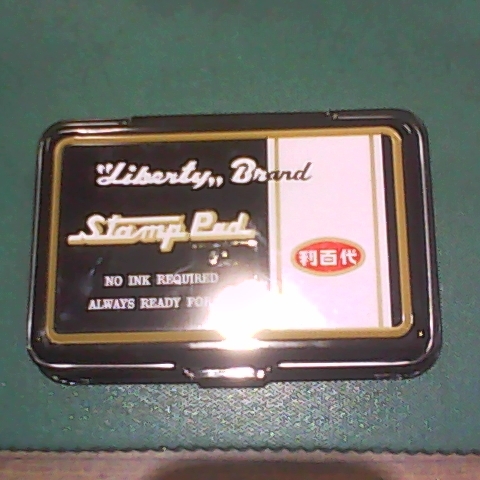 "Liberty„ Brand
Stamp Pad
利百代
NO INK REQUIRED
ALWAYS READY FOR